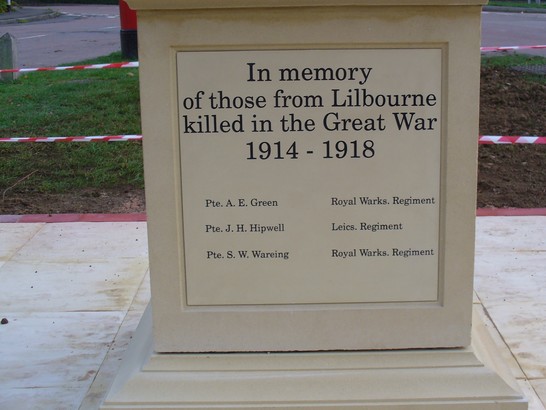 In memory
of those from Lilbourne
killed in the Great War
1914 - 1918
Pte. A. E. Green Royal Warks. Regiment
Pte. J. H. Hipwell Leics. Regiment
Pte. S. W. Wareing Royal Warks. Regiment